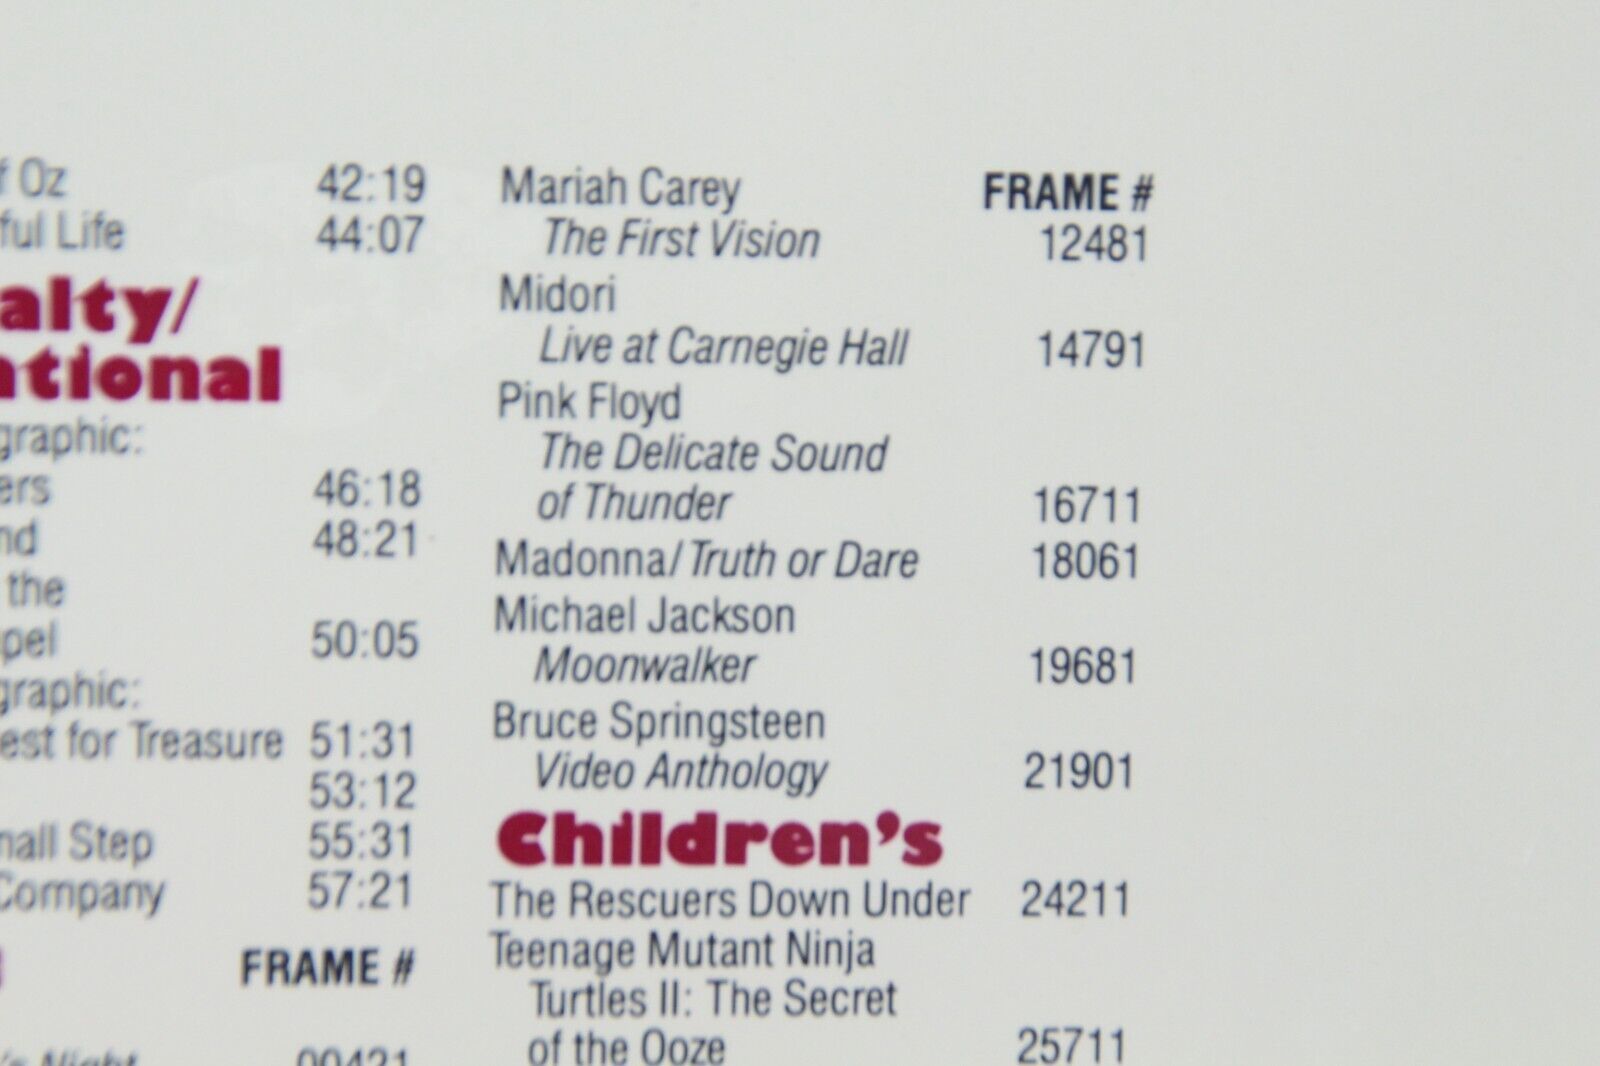 f Oz 42:19
ful Life 44:07
alty/
ational
graphic:
ers 46:18
nd 48:21
the
pel 50:05
graphic:
est for Treasure 51:31
53:12
mall Step 55:31
Company 57:21
FRAME #
's Night 00421
Mariah Carey FRAME #
The First Vision 12481
Midori
Live at Carnegie Hall 14791
Pink Floyd
The Delicate Sound
of Thunder 16711
Madonna/Truth or Dare 18061
Michael Jackson
Moonwalker 19681
Bruce Springsteen
Video Anthology 21901
Children's
The Rescuers Down Under 24211
Teenage Mutant Ninja
Turtles II: The Secret
of the Ooze 25711